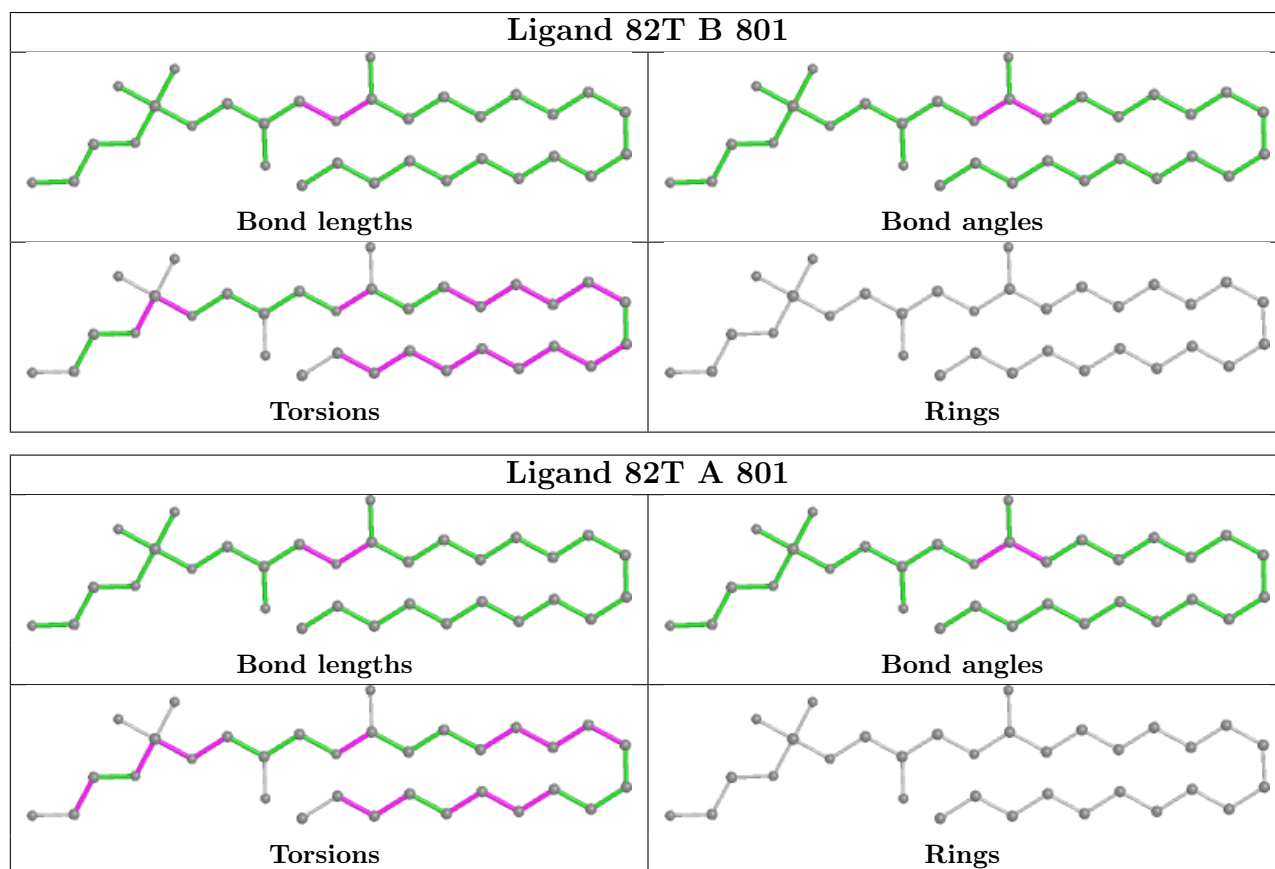 Ligand 82T B 801
Bond lengths
Bond angles
Torsions
Rings
Ligand 82T A 801
Bond lengths
Bond angles
Torsions
Rings